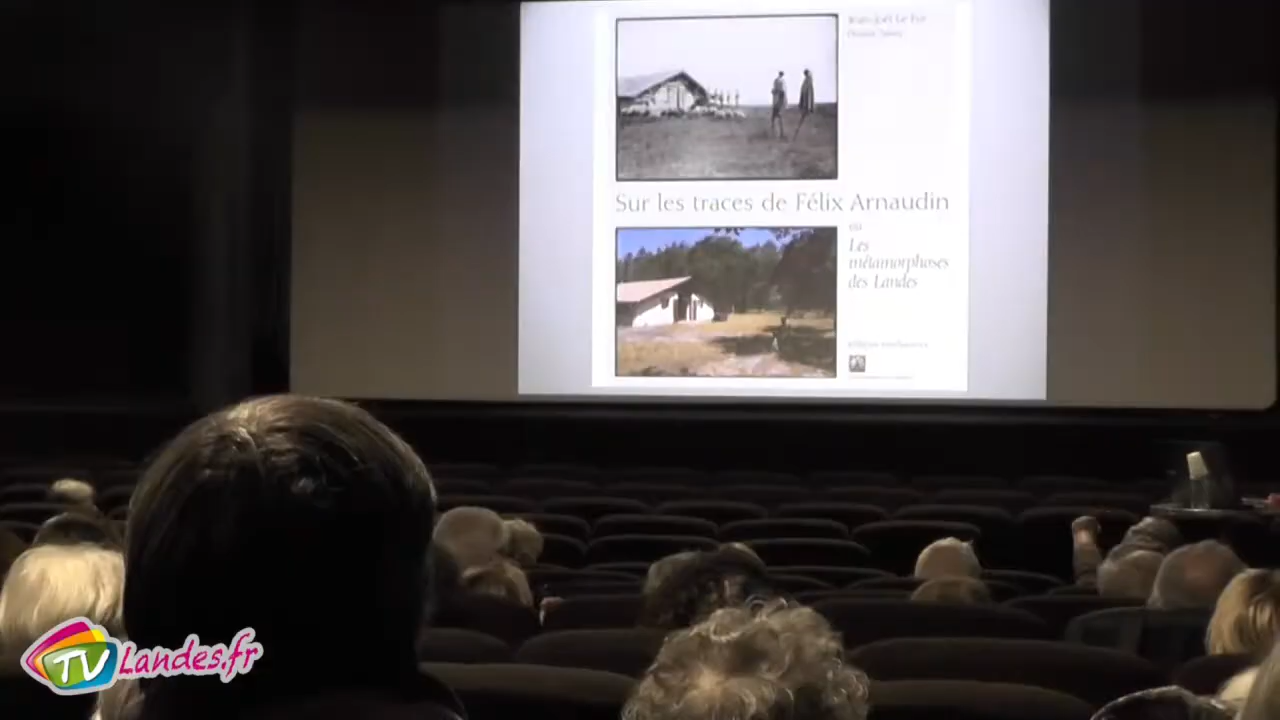 Sur les traces de Félix Arnaudin
ou
Les
métamorphoses
des Landes
TV Landes.fr